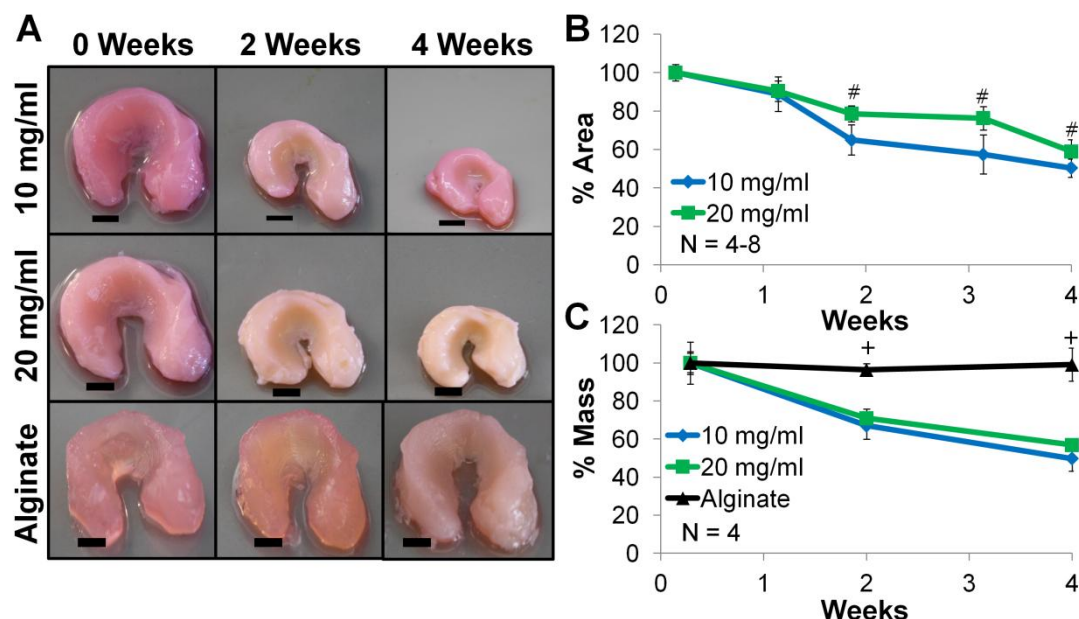 A
0 Weeks 2 Weeks 4 Weeks
10 mg/ml
20 mg/ml
Alginate
B
% Area
120
100
80
60
40
20
0
# # #
10 mg/ml
20 mg/ml
N = 4-8
0 1 2 3 4
Weeks
C
% Mass
120
100
80
60
40
20
0
+ +
10 mg/ml
20 mg/ml
Alginate
N = 4
0 1 2 3 4
Weeks